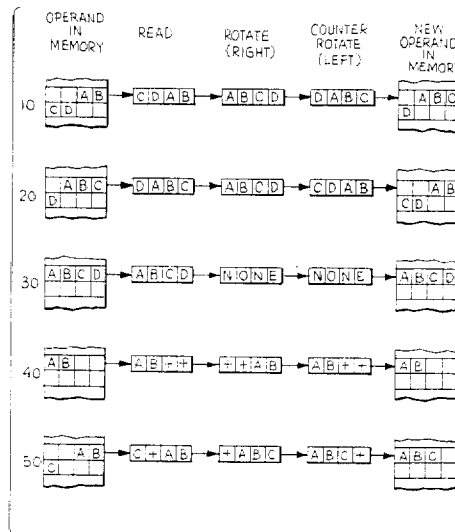 OPERAND IN MEMORY
READ
ROTATE (RIGHT)
COUNTER ROTATE (LEFT)
NEW OPERAND IN MEMORY
10
A B
C D
C D A B
A B C D
D A B C
A B C
D
20
A B C
D
D A B C
A B C D
C D A B
A B
C D
30
A B C D
A B C D
N O N E
N O N E
A B C D
40
A B
A B + +
+ + A B
A B + +
A B
50
A B
C
C + A B
+ A B C
A B C +
A B C